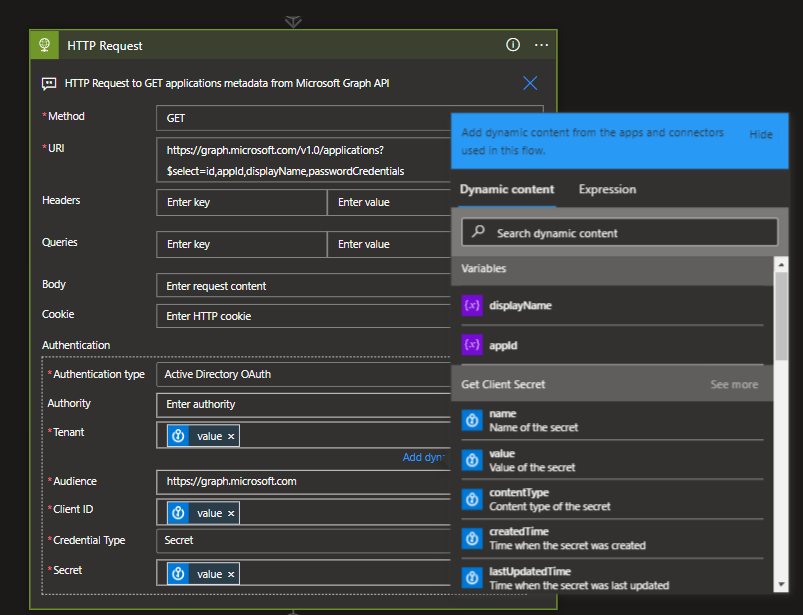 HTTP Request
HTTP Request to GET applications metadata from Microsoft Graph API
*Method
GET
*URI
https://graph.microsoft.com/v1.0/applications?
$select=id,appId,displayName,passwordCredentials
Headers
Enter key
Enter value
Queries
Enter key
Enter value
Body
Enter request content
Cookie
Enter HTTP cookie
Authentication
*Authentication type
Active Directory OAuth
Authority
Enter authority
*Tenant
value ×
Add dyn
*Audience
https://graph.microsoft.com
*Client ID
value ×
*Credential Type
Secret
*Secret
value ×
Add dynamic content from the apps and connectors
used in this flow.
Hide
Dynamic content
Expression
Search dynamic content
Variables
{x} displayName
{x} appId
Get Client Secret
See more
name
Name of the secret
value
Value of the secret
contentType
Content type of the secret
createdTime
Time when the secret was created
lastUpdatedTime
Time when the secret was last updated